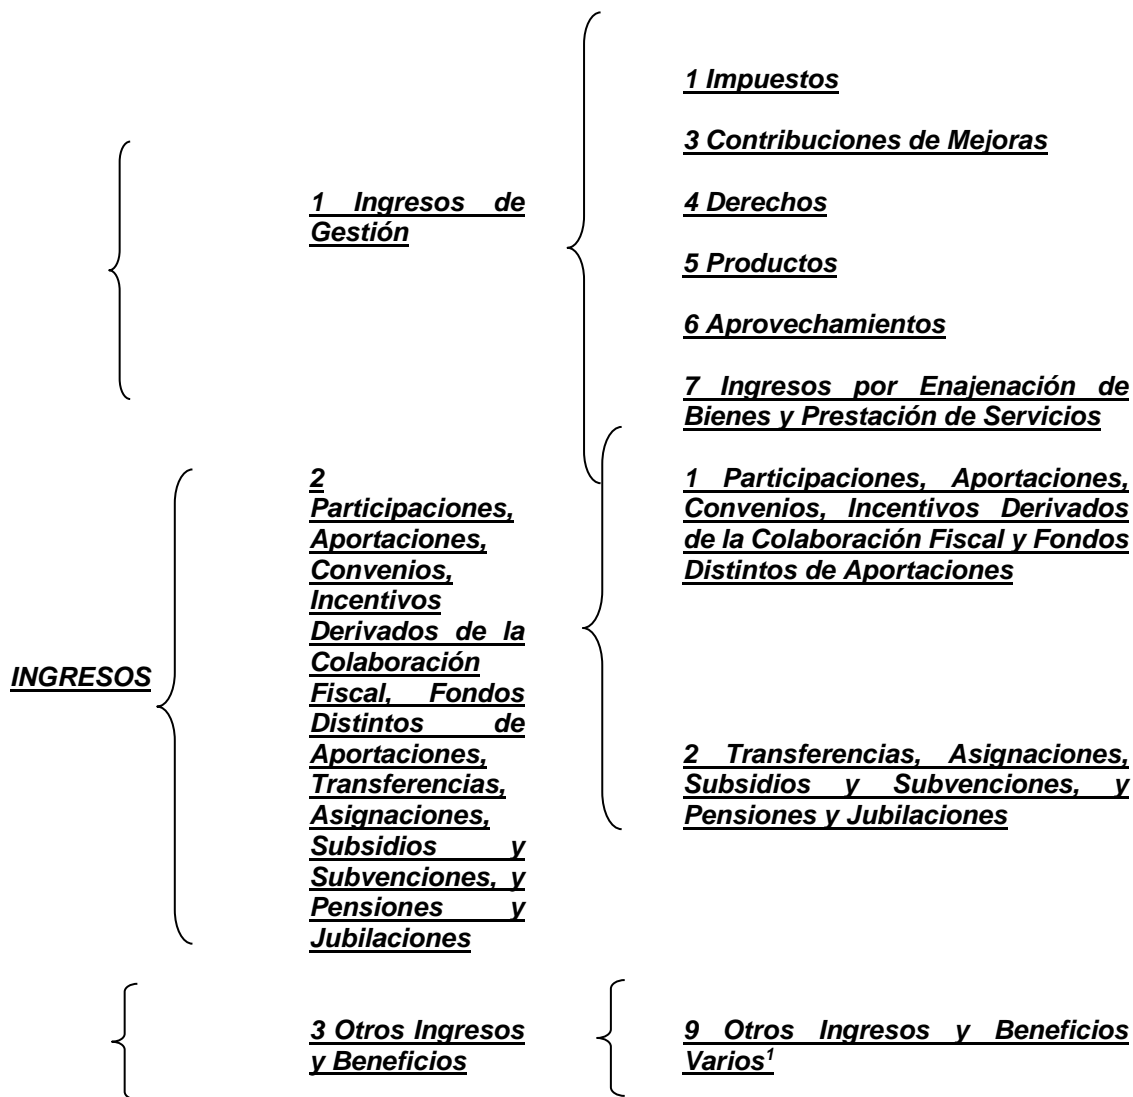 INGRESOS
1 Ingresos de
Gestión
1 Impuestos
3 Contribuciones de Mejoras
4 Derechos
5 Productos
6 Aprovechamientos
7 Ingresos por Enajenación de
Bienes y Prestación de Servicios
2
Participaciones,
Aportaciones,
Convenios,
Incentivos
Derivados de la
Colaboración
Fiscal, Fondos
Distintos de
Aportaciones,
Transferencias,
Asignaciones,
Subsidios y
Subvenciones, y
Pensiones y
Jubilaciones
1 Participaciones, Aportaciones,
Convenios, Incentivos Derivados
de la Colaboración Fiscal y Fondos
Distintos de Aportaciones
2 Transferencias, Asignaciones,
Subsidios y Subvenciones, y
Pensiones y Jubilaciones
3 Otros Ingresos
y Beneficios
9 Otros Ingresos y Beneficios
Varios¹